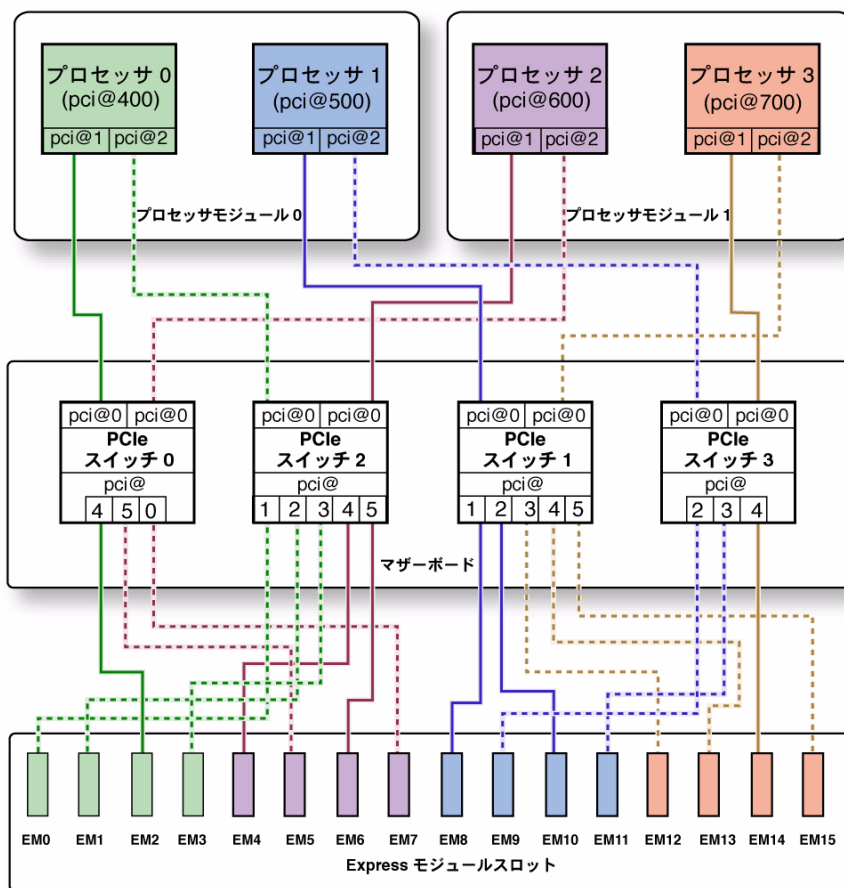 プロセッサ 0
(pci@400)
pci@1 pci@2
プロセッサ 1
(pci@500)
pci@1 pci@2
プロセッサモジュール 0
プロセッサ 2
(pci@600)
pci@1 pci@2
プロセッサ 3
(pci@700)
pci@1 pci@2
プロセッサモジュール 1
pci@0 pci@0
PCIe
スイッチ 0
pci@
4 5 0
pci@0 pci@0
PCIe
スイッチ 2
pci@
1 2 3 4 5
pci@0 pci@0
PCIe
スイッチ 1
pci@
1 2 3 4 5
pci@0 pci@0
PCIe
スイッチ 3
pci@
2 3 4
マザーボード
EM0 EM1 EM2 EM3 EM4 EM5 EM6 EM7 EM8 EM9 EM10 EM11 EM12 EM13 EM14 EM15
Express モジュールスロット